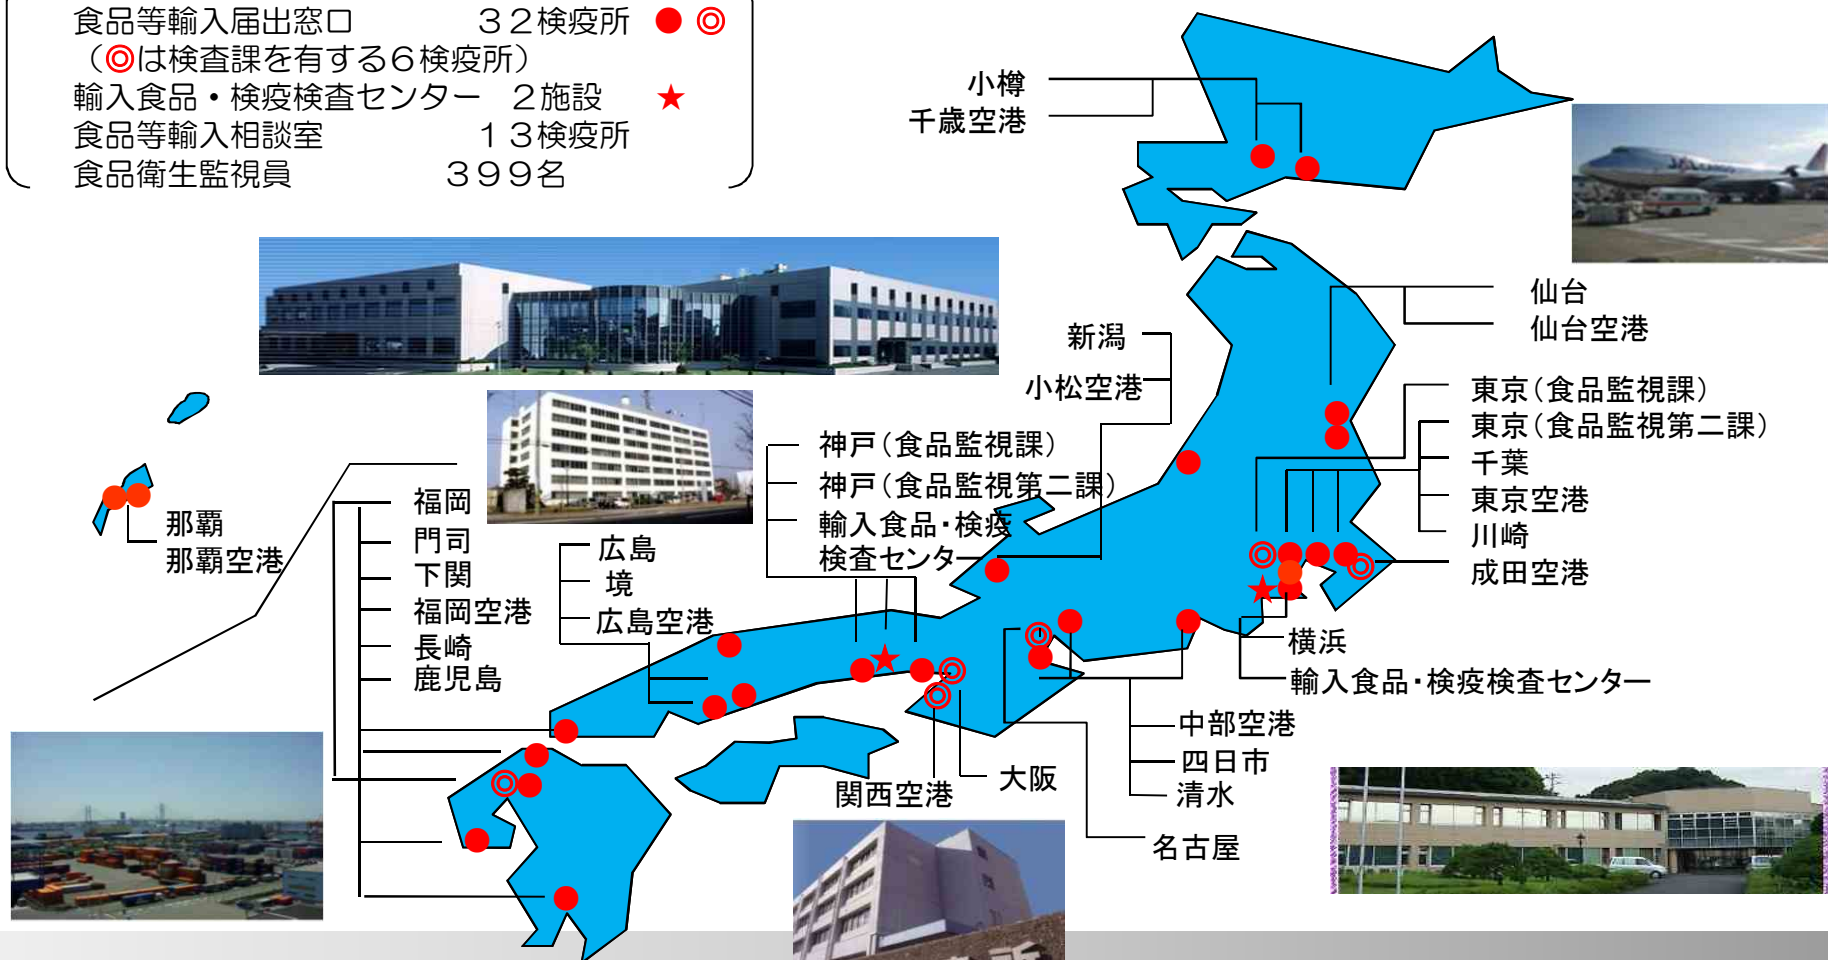 食品等輸入届出窓口　　　　３２検疫所 ● ◎
（◎は検査課を有する６検疫所）
輸入食品・検疫検査センター　２施設　★
食品等輸入相談室　　　　　１３検疫所
食品衛生監視員　　　　　３９９名
小樽
千歳空港
仙台
仙台空港
新潟
小松空港
東京（食品監視課）
東京（食品監視第二課）
千葉
東京空港
川崎
成田空港
神戸（食品監視課）
神戸（食品監視第二課）
輸入食品・検疫
検査センター
福岡
門司
下関
福岡空港
長崎
鹿児島
広島
境
広島空港
那覇
那覇空港
横浜
輸入食品・検疫検査センター
中部空港
四日市
清水
名古屋
関西空港
大阪